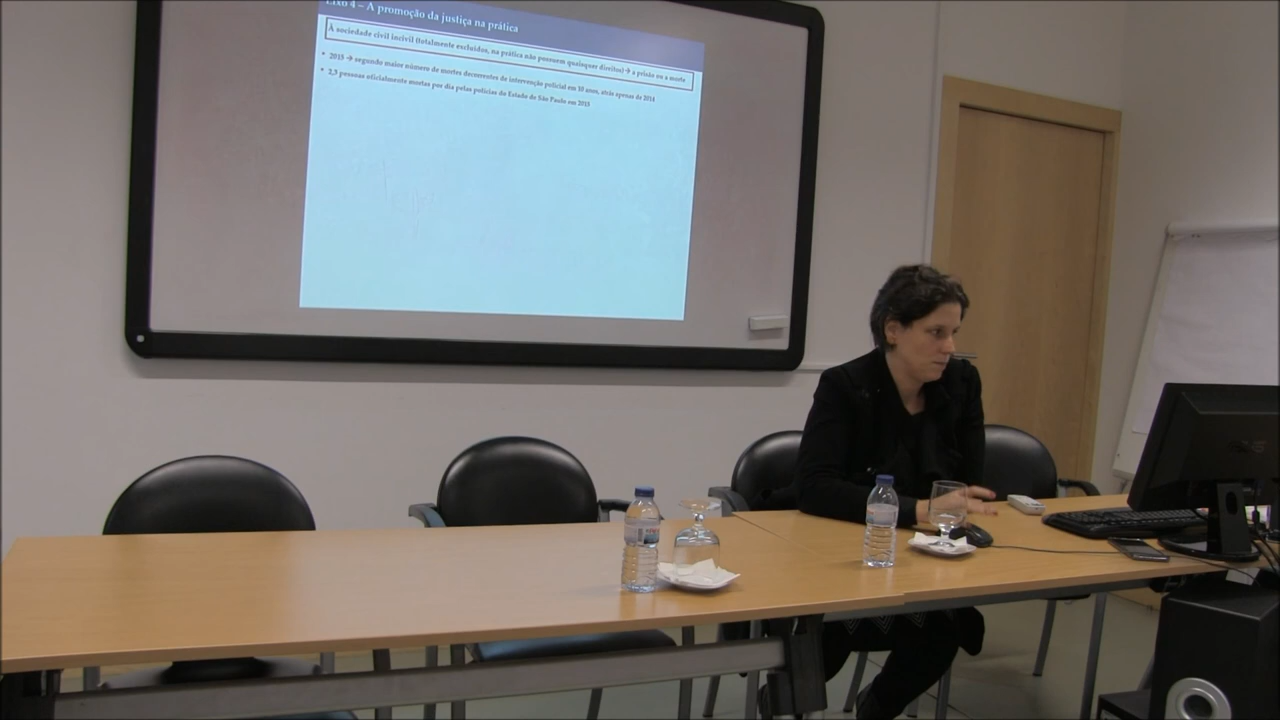 Eixo 4 – A promoção da justiça na prática
À sociedade civil incivil (totalmente excluídos, na prática não possuem quaisquer direitos) → a prisão ou a morte
• 2015 → segundo maior número de mortes decorrentes de intervenção policial em 10 anos, atrás apenas de 2014
• 2,3 pessoas oficialmente mortas por dia pelas polícias do Estado de São Paulo em 2015